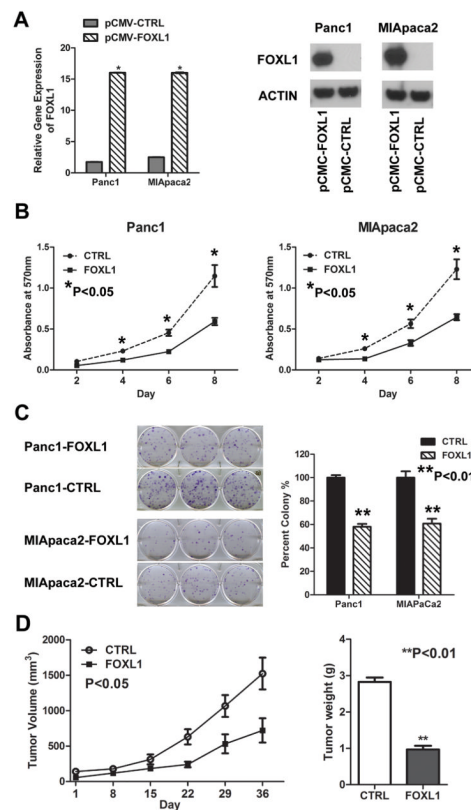 A
pCMV-CTRL
pCMV-FOXL1
Relative Gene Expression
of FOXL1
20
15
10
5
0
*
*
Panc1
MIApaca2
Panc1
MIApaca2
FOXL1
ACTIN
pCMC-FOXL1
pCMC-CTRL
pCMC-FOXL1
pCMC-CTRL
B
Panc1
CTRL
FOXL1
*P<0.05
Absorbance at 570nm
1.5
1.0
0.5
0.0
*
*
*
2 4 6 8
Day
MIApaca2
CTRL
FOXL1
*P<0.05
Absorbance at 570nm
1.5
1.0
0.5
0.0
*
*
*
2 4 6 8
Day
C
Panc1-FOXL1
Panc1-CTRL
MIApaca2-FOXL1
MIApaca2-CTRL
CTRL
FOXL1
**P<0.01
Percent Colony %
120
100
80
60
40
20
0
**
**
Panc1
MIAPaCa2
D
CTRL
FOXL1
P<0.05
Tumor Volume (mm3)
2000
1500
1000
500
0
1 8 15 22 29 36
Day
**P<0.01
Tumor weight (g)
4
3
2
1
0
**
CTRL
FOXL1